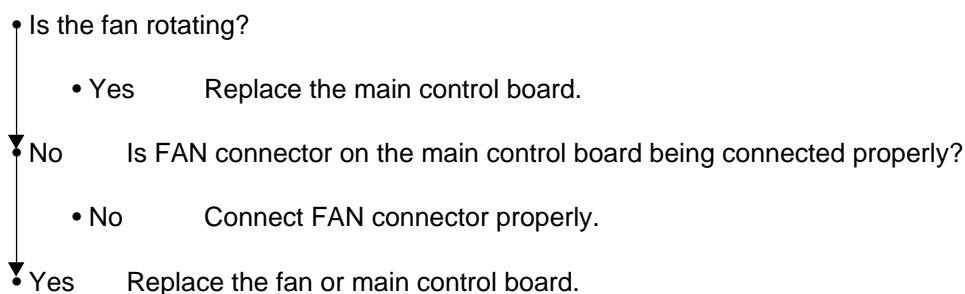 • Is the fan rotating?
• Yes Replace the main control board.
• No Is FAN connector on the main control board being connected properly?
• No Connect FAN connector properly.
• Yes Replace the fan or main control board.